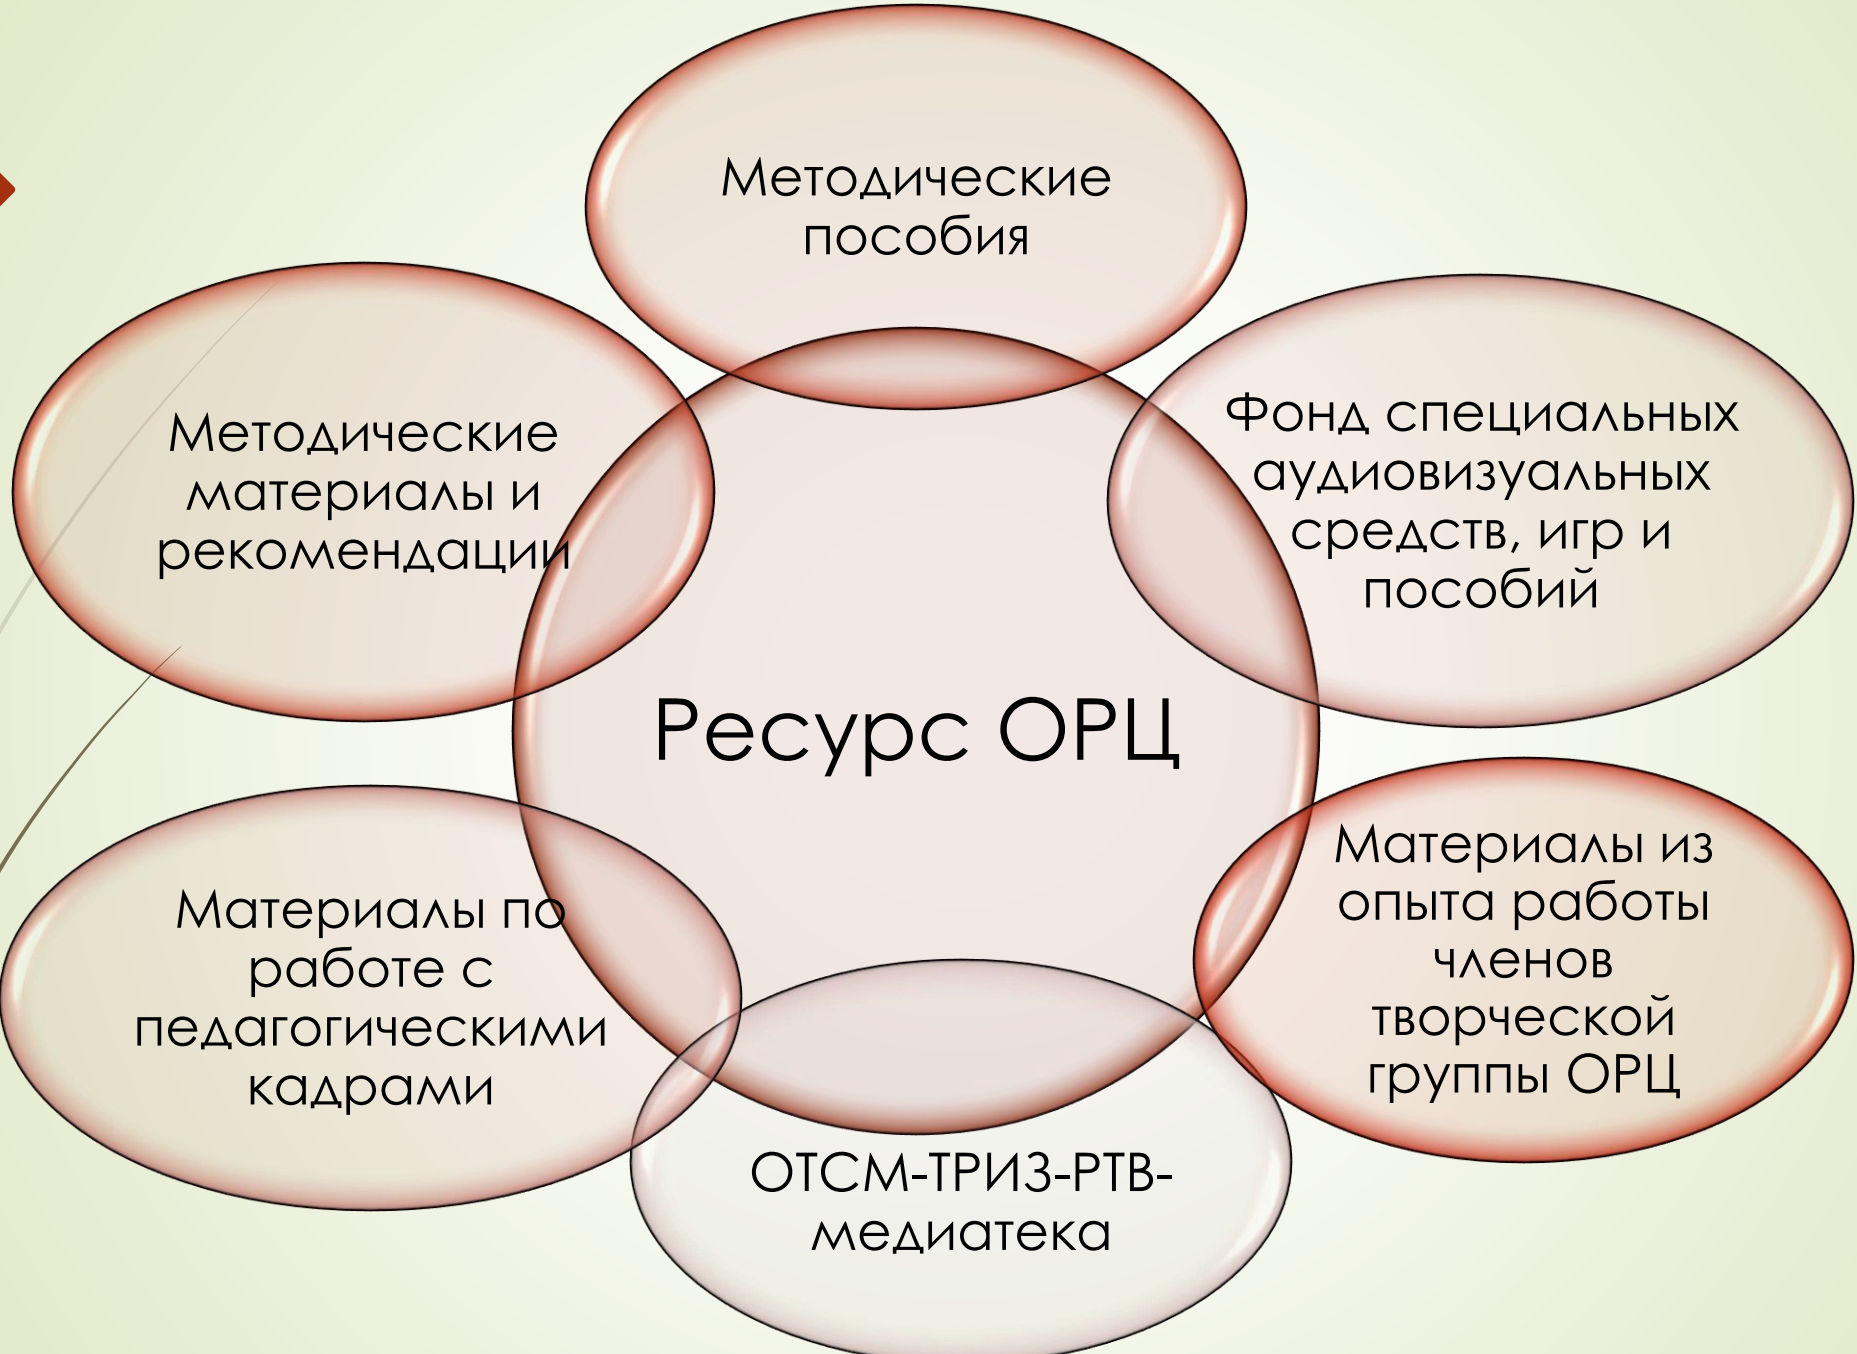 Методические
пособия
Фонд специальных
аудиовизуальных
средств, игр и
пособий
Материалы из
опыта работы
членов
творческой
группы ОРЦ
ОТСМ-ТРИЗ-РТВ-
медиатека
Материалы по
работе с
педагогическими
кадрами
Методические
материалы и
рекомендации
Ресурс ОРЦ